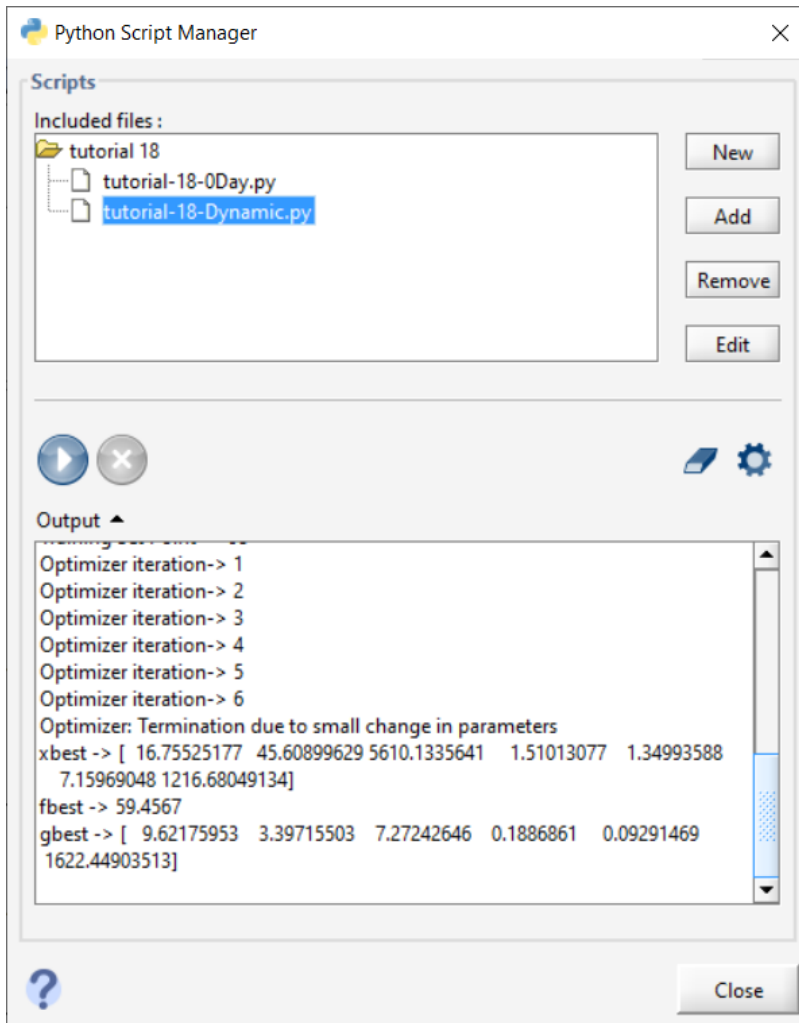 Python Script Manager
Scripts
Included files :
tutorial 18
tutorial-18-0Day.py
tutorial-18-Dynamic.py
New
Add
Remove
Edit
Output
Optimizer iteration-> 1
Optimizer iteration-> 2
Optimizer iteration-> 3
Optimizer iteration-> 4
Optimizer iteration-> 5
Optimizer iteration-> 6
Optimizer: Termination due to small change in parameters
xbest -> [ 16.75525177 45.60899629 5610.1335641 1.51013077 1.34993588
7.15969048 1216.68049134]
fbest -> 59.4567
gbest -> [ 9.62175953 3.39715503 7.27242646 0.1886861 0.09291469
1622.44903513]
?
Close